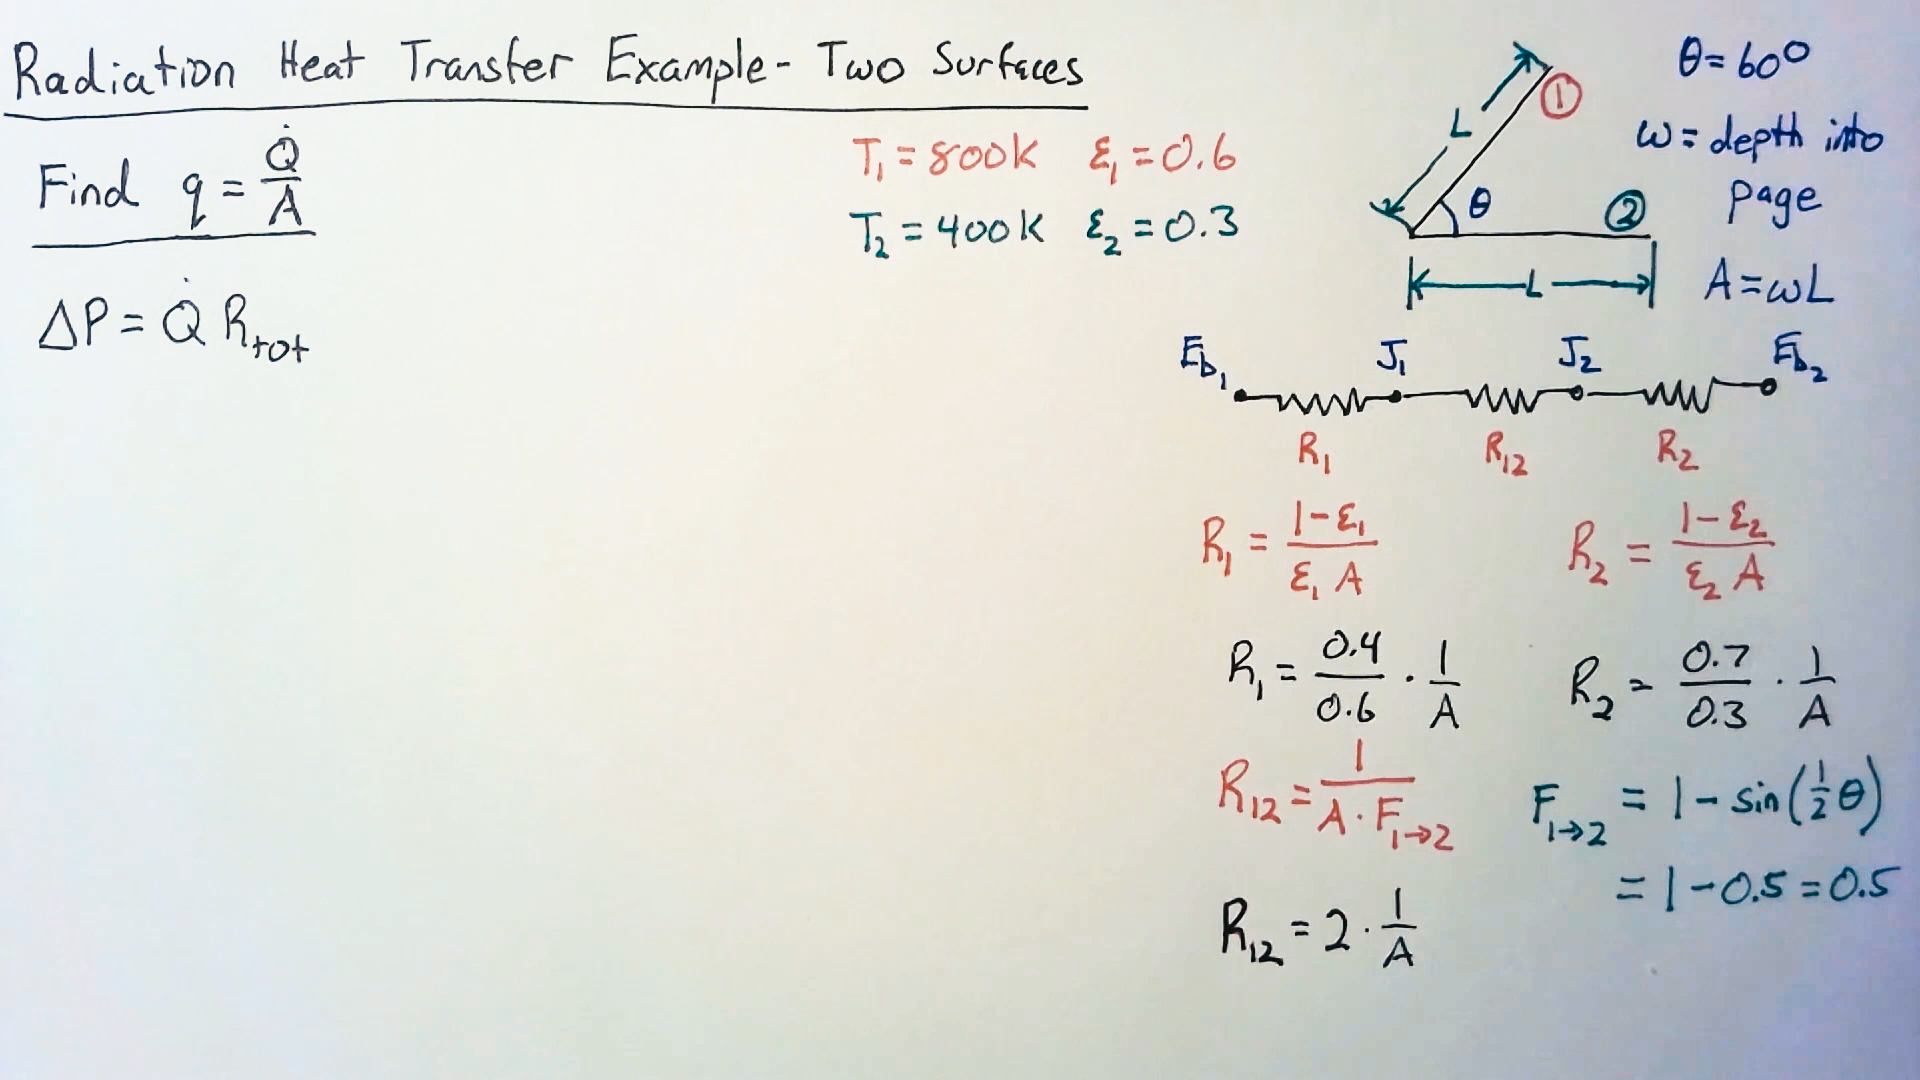 Radiation Heat Transfer Example - Two Surfaces
Find q = Q̇/A
ΔP = Q̇ R_tot
T₁ = 800K ε₁ = 0.6
T₂ = 400K ε₂ = 0.3
L
①
θ
②
L
θ = 60°
w = depth into
page
A = wL
E_b₁ J₁ J₂ E_b₂
R₁ R₁₂ R₂
R₁ = (1-ε₁)/(ε₁ A) R₂ = (1-ε₂)/(ε₂ A)
R₁ = 0.4/0.6 · 1/A R₂ = 0.7/0.3 · 1/A
R₁₂ = 1/(A · F₁→₂) F₁→₂ = 1 - sin(½θ)
= 1 - 0.5 = 0.5
R₁₂ = 2 · 1/A